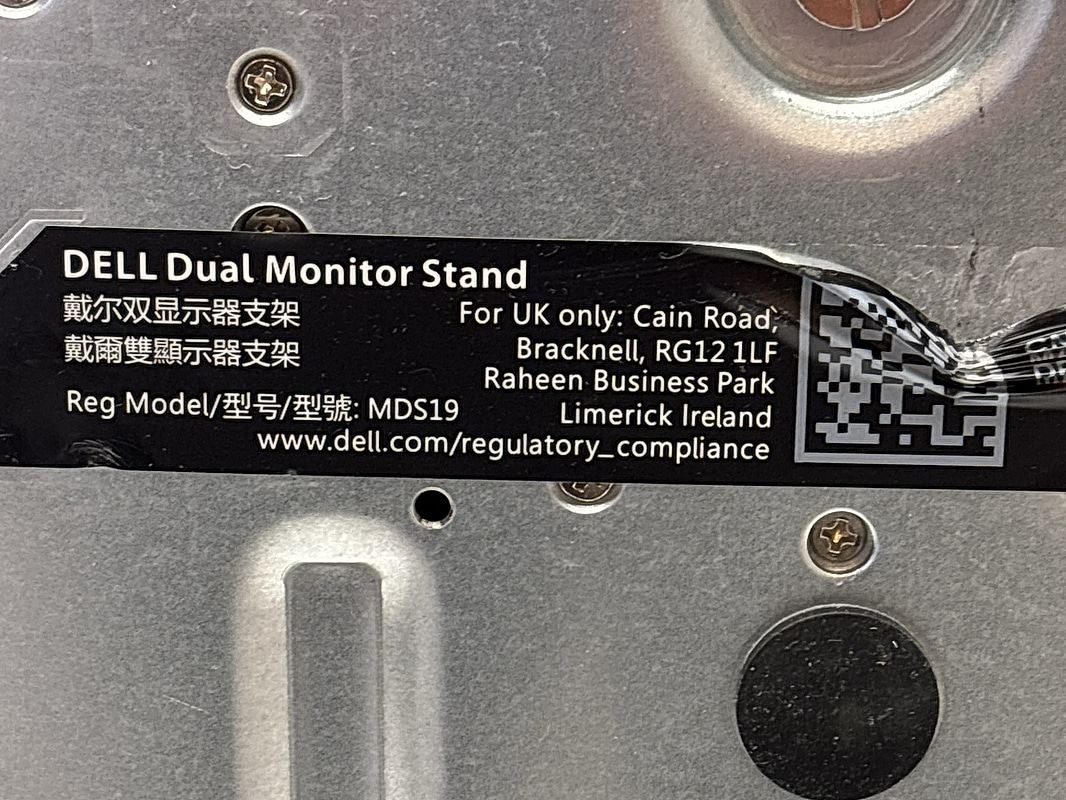 DELL Dual Monitor Stand
戴尔双显示器支架
戴爾雙顯示器支架
Reg Model/型号/型號: MDS19
For UK only: Cain Road,
Bracknell, RG12 1LF
Raheen Business Park
Limerick Ireland
www.dell.com/regulatory_compliance